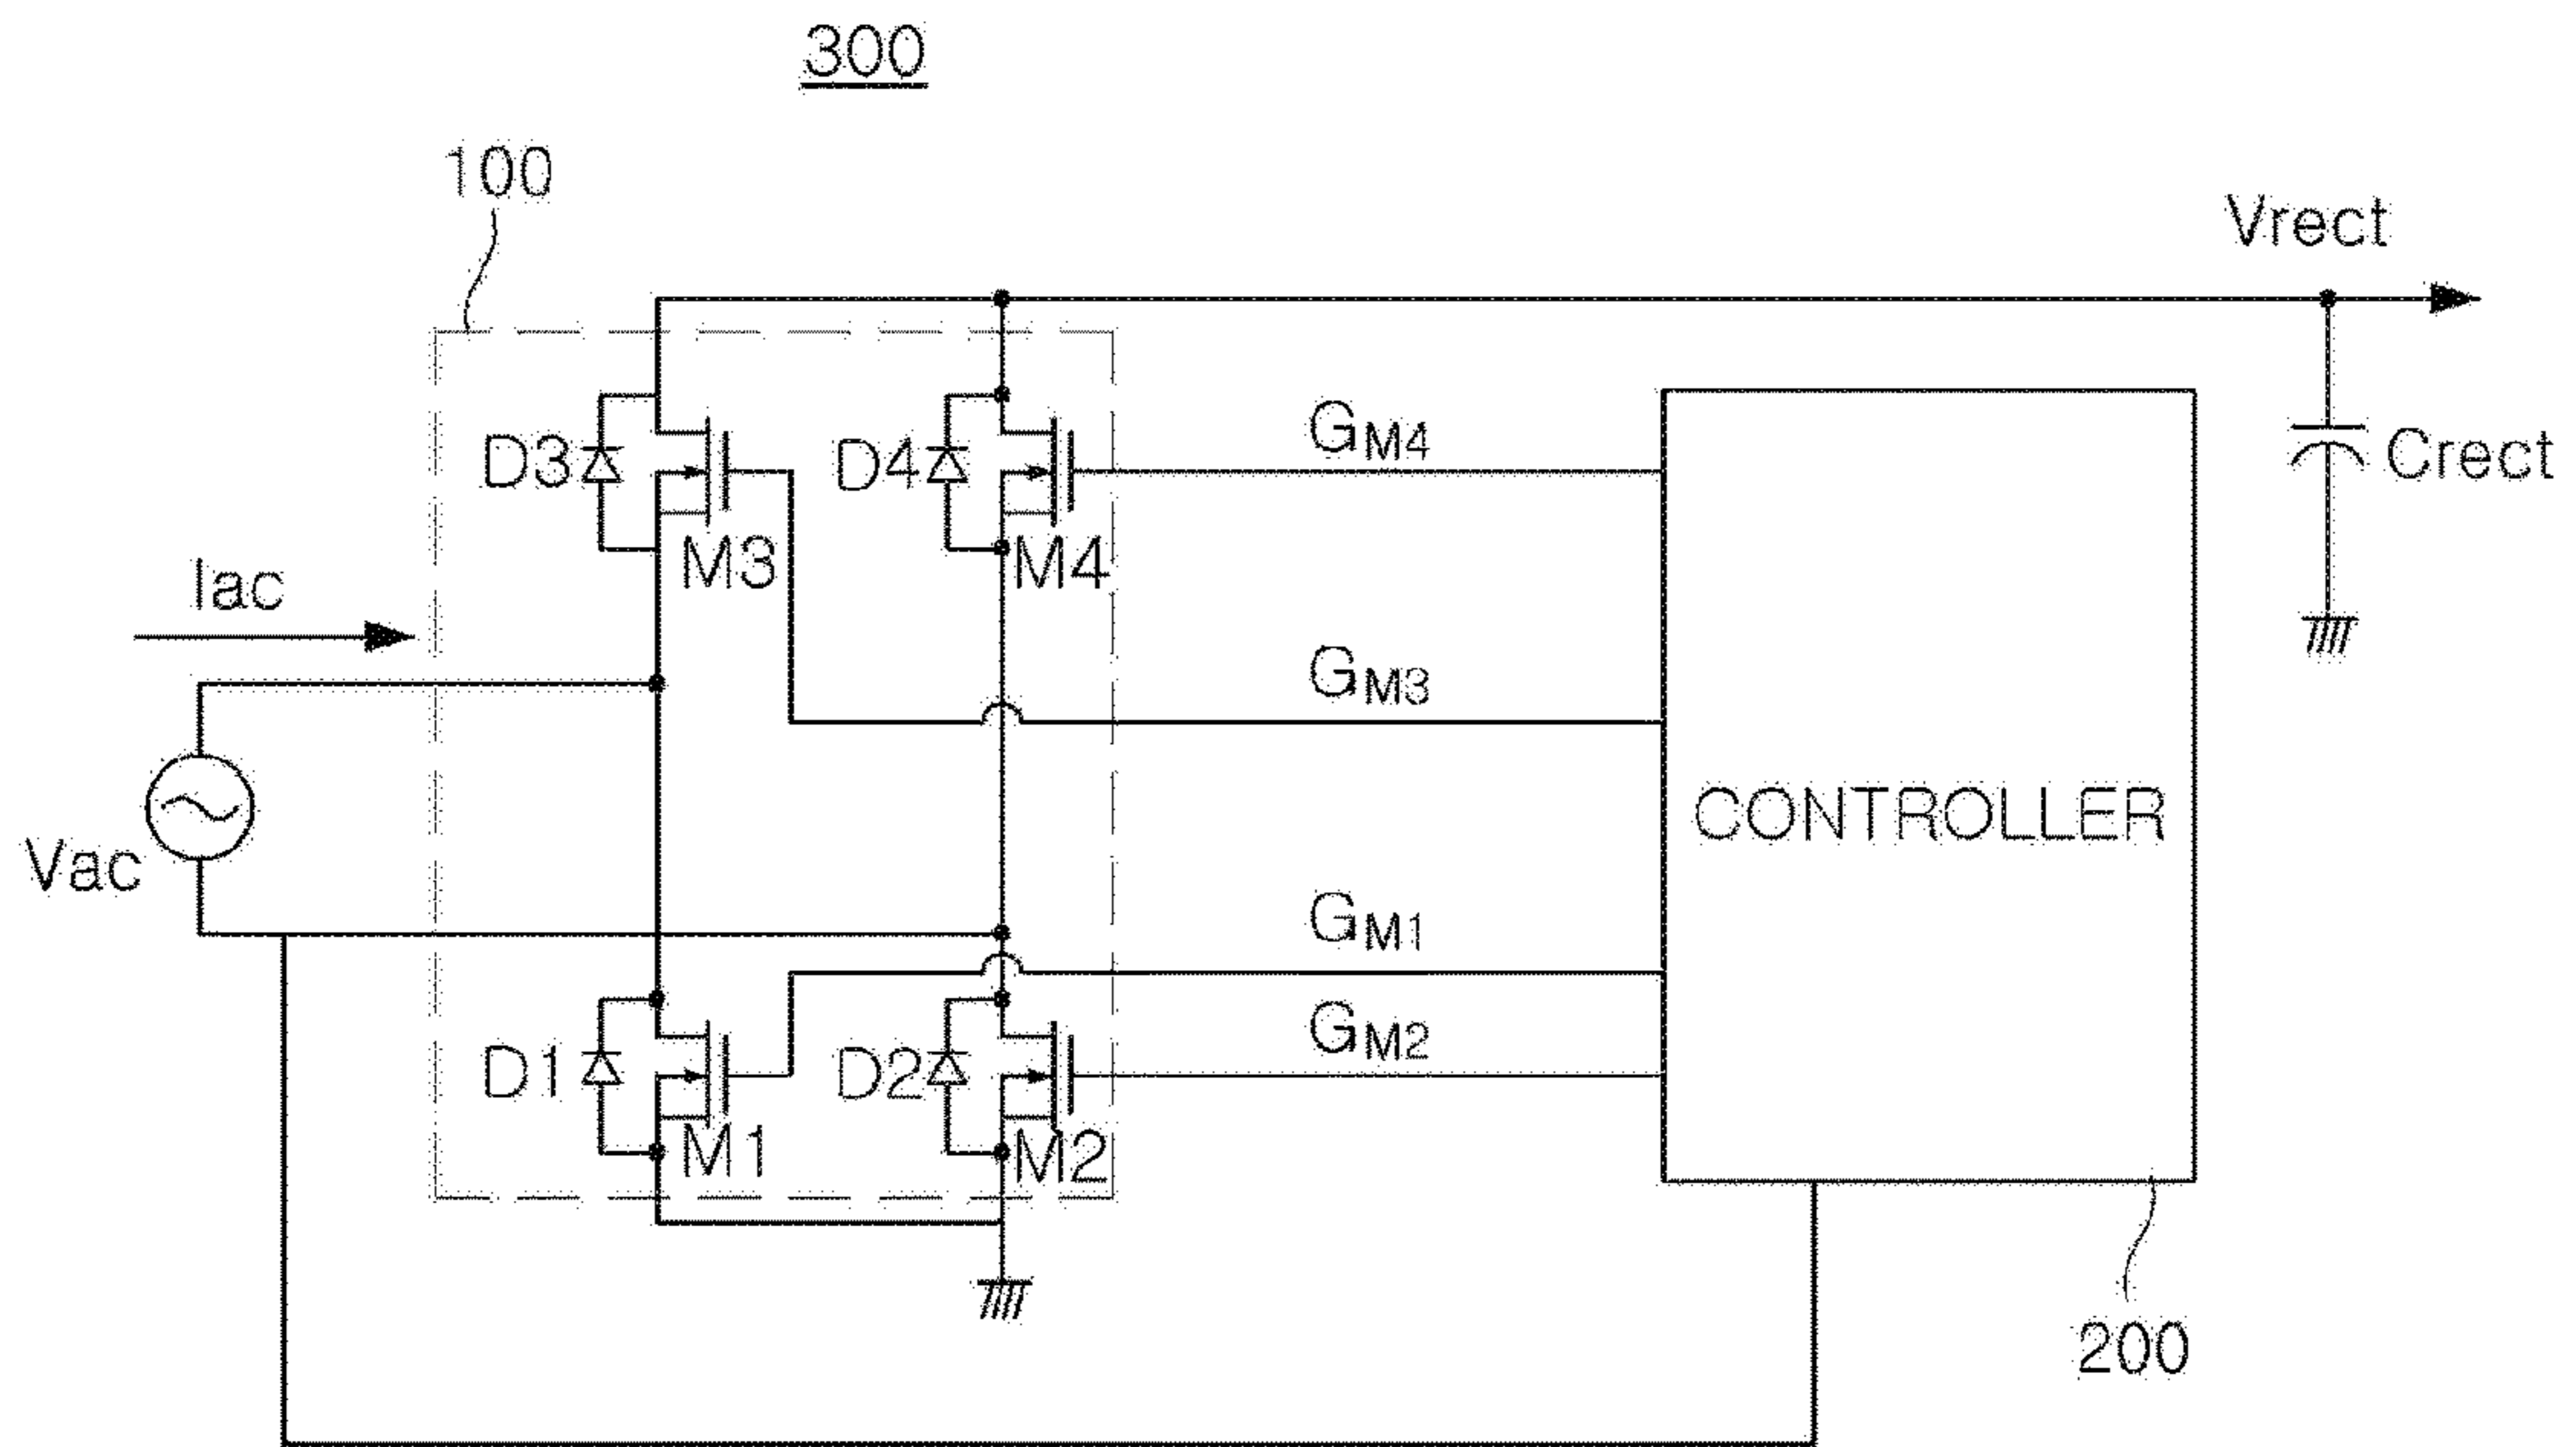 300
100
Vrect
D3
D4
GM4
Crect
M3
M4
Iac
GM3
CONTROLLER
Vac
GM1
D1
D2
GM2
M1
M2
200